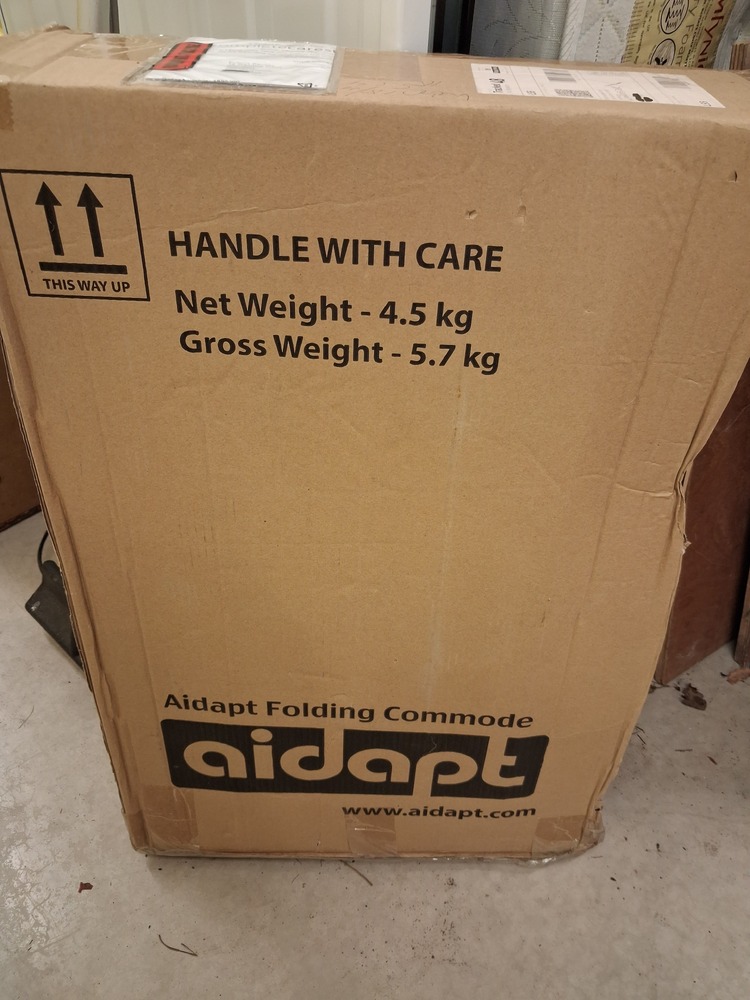 THIS WAY UP
HANDLE WITH CARE
Net Weight - 4.5 kg
Gross Weight - 5.7 kg
Aidapt Folding Commode
aidapt
www.aidapt.com